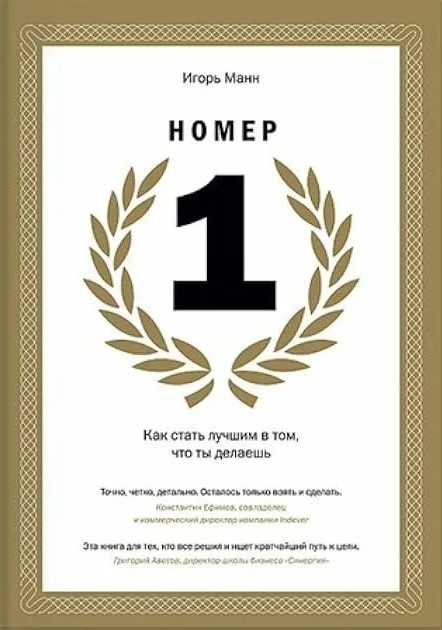 Игорь Манн
НОМЕР
1
Как стать лучшим в том,
что ты делаешь
Точно, четко, детально. Осталось только взять и сделать.
Константин Ефимов, совладелец
и коммерческий директор компании Indever
Эта книга для тех, кто все решил и ищет кратчайший путь к цели.
Григорий Аветов, директор школы бизнеса «Синергия»